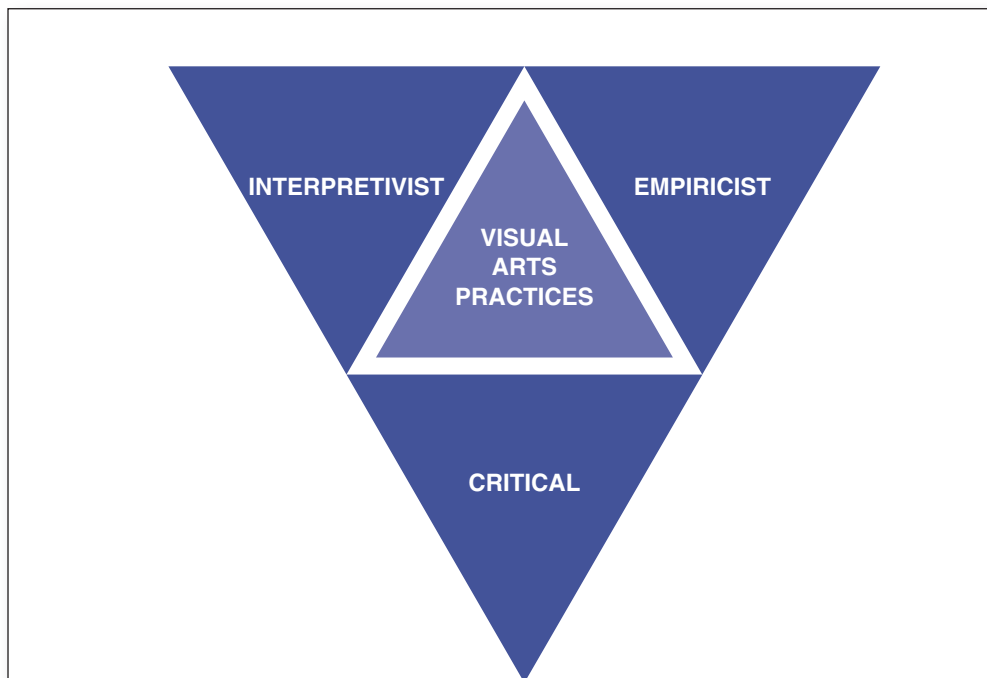 INTERPRETIVIST
EMPIRICIST
VISUAL
ARTS
PRACTICES
CRITICAL